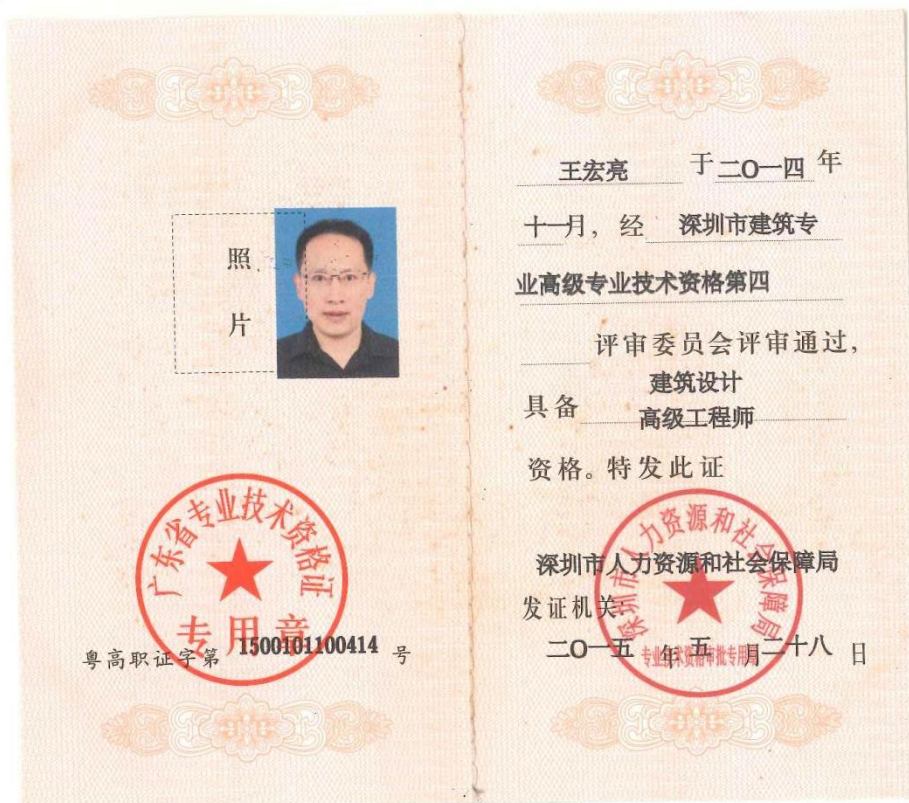 照
片
广东省专业技术资格证
专用章
粤高职证字第 1500101100414 号
王宏亮 于二O一四年
十一月，经 深圳市建筑专
业高级专业技术资格第四
评审委员会评审通过，
建筑设计
具备 高级工程师
资格。特发此证
深圳市人力资源和社会保障局
深圳市人力资源和社会保障局
发证机关：
二O一五年五月二十八日
专业技术资格审批专用章